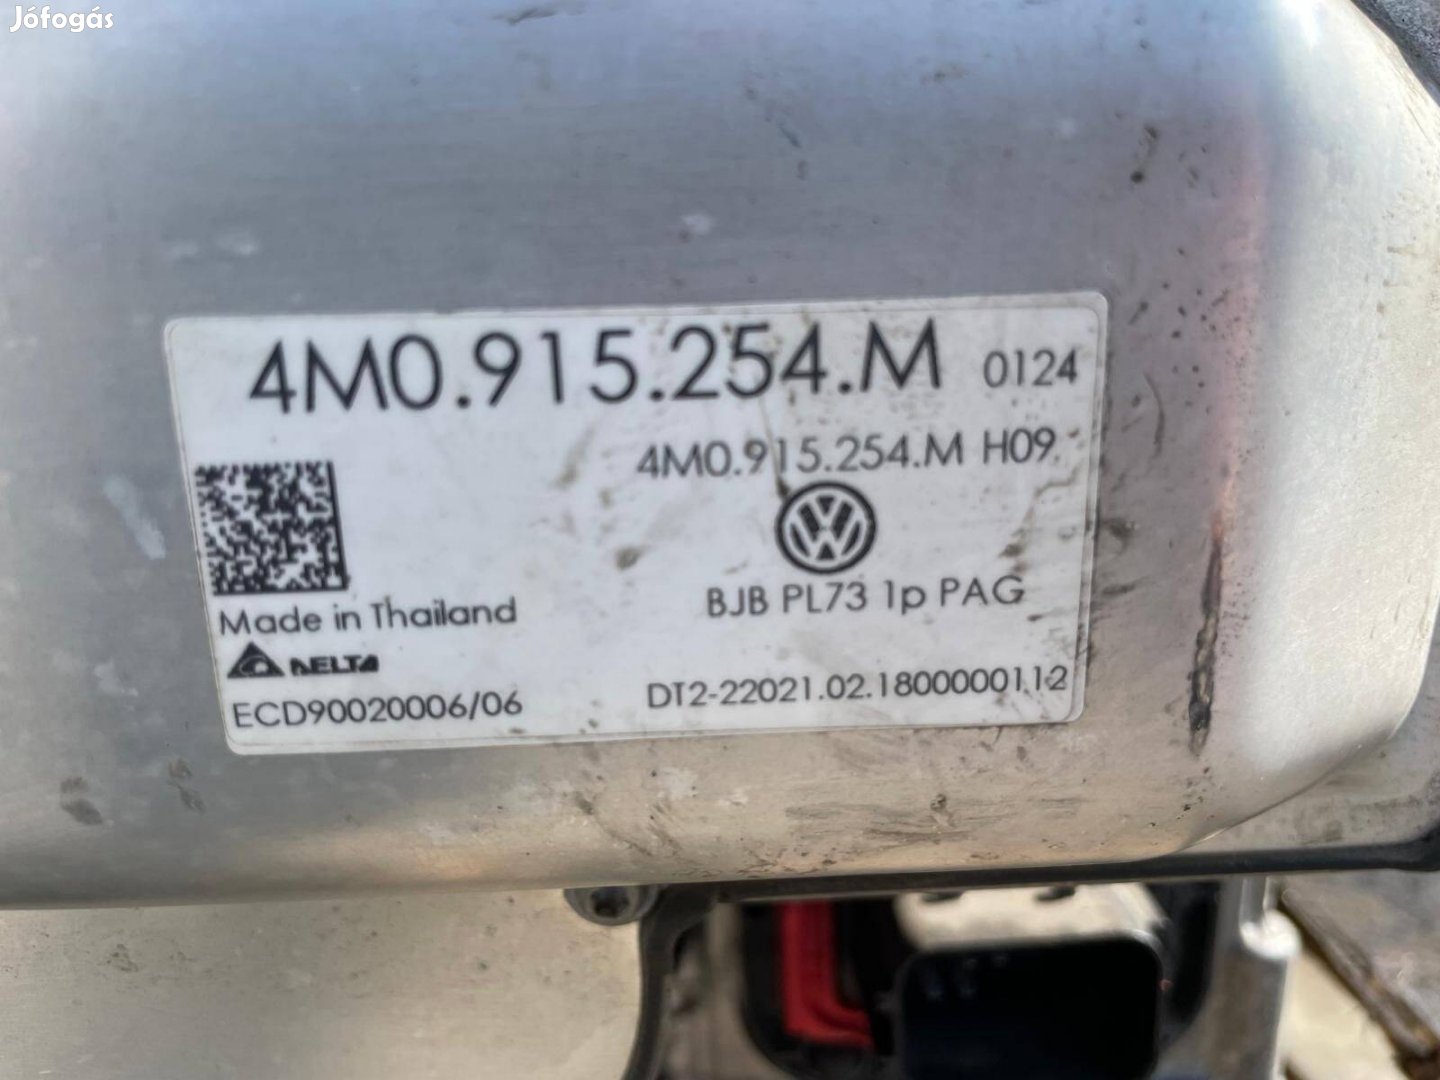 Jófogás
4M0.915.254.M 0124
4M0.915.254.M H09
Made in Thailand
BJB PL73 1p PAG
DELTA
ECD90020006/06
DT2-22021.02.1800000112